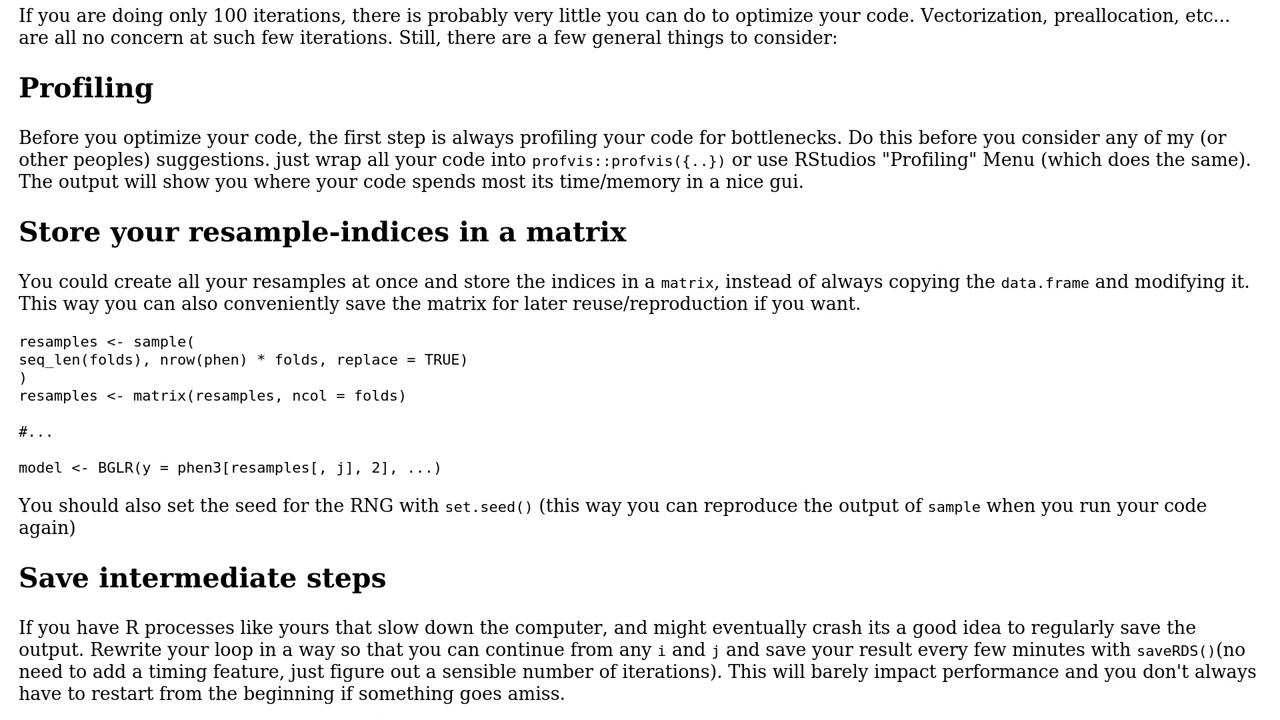 If you are doing only 100 iterations, there is probably very little you can do to optimize your code. Vectorization, preallocation, etc...
are all no concern at such few iterations. Still, there are a few general things to consider:
Profiling
Before you optimize your code, the first step is always profiling your code for bottlenecks. Do this before you consider any of my (or
other peoples) suggestions. just wrap all your code into profvis::profvis({..}) or use RStudios "Profiling" Menu (which does the same).
The output will show you where your code spends most its time/memory in a nice gui.
Store your resample-indices in a matrix
You could create all your resamples at once and store the indices in a matrix, instead of always copying the data.frame and modifying it.
This way you can also conveniently save the matrix for later reuse/reproduction if you want.
resamples <- sample(
seq_len(folds), nrow(phen) * folds, replace = TRUE)
)
resamples <- matrix(resamples, ncol = folds)
#...
model <- BGLR(y = phen3[resamples[, j], 2], ...)
You should also set the seed for the RNG with set.seed() (this way you can reproduce the output of sample when you run your code
again)
Save intermediate steps
If you have R processes like yours that slow down the computer, and might eventually crash its a good idea to regularly save the
output. Rewrite your loop in a way so that you can continue from any i and j and save your result every few minutes with saveRDS()(no
need to add a timing feature, just figure out a sensible number of iterations). This will barely impact performance and you don't always
have to restart from the beginning if something goes amiss.